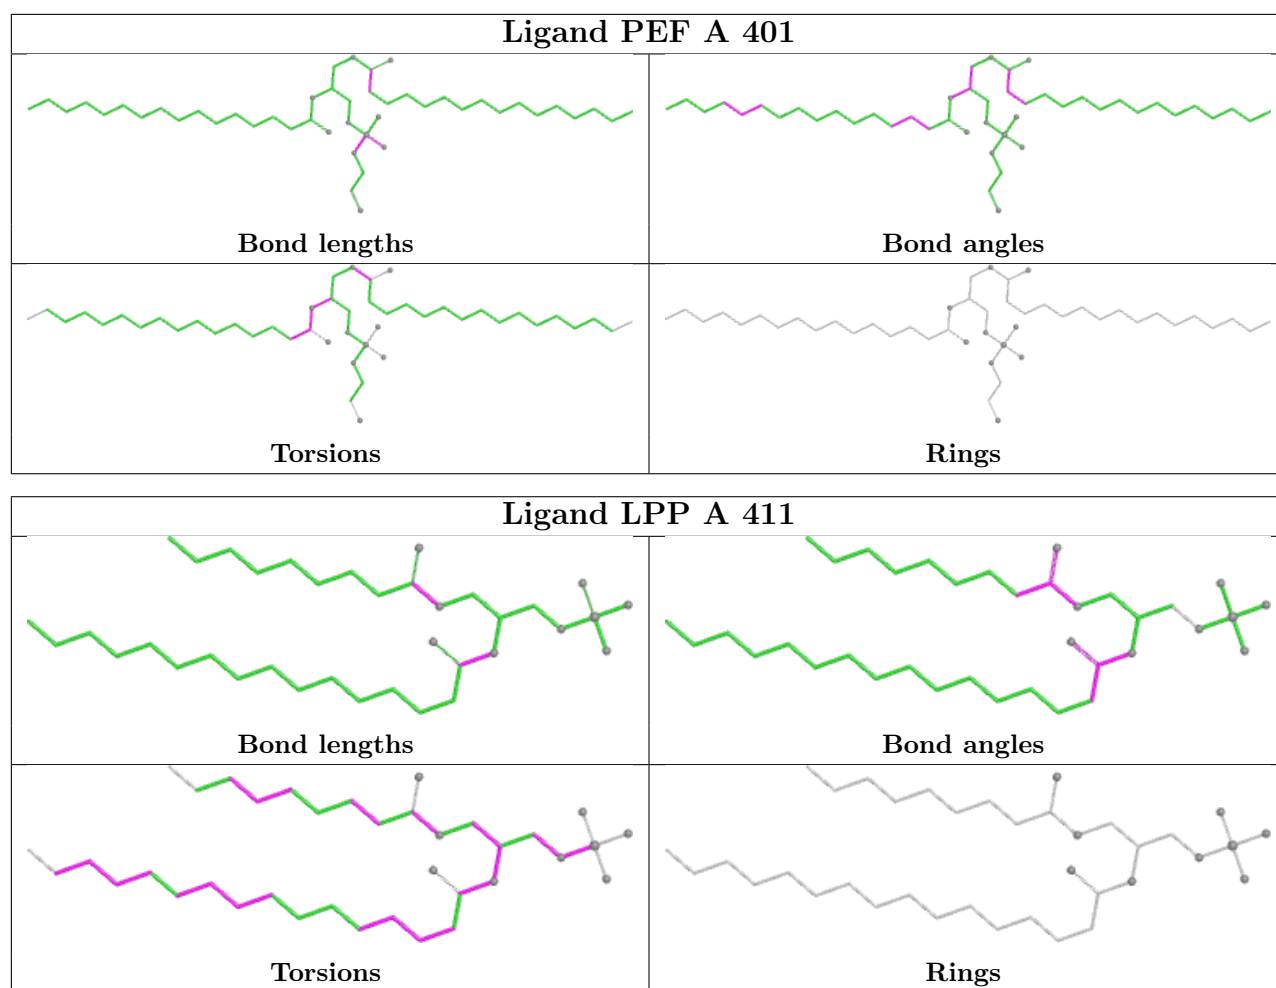 Ligand PEF A 401
Bond lengths
Bond angles
Torsions
Rings
Ligand LPP A 411
Bond lengths
Bond angles
Torsions
Rings